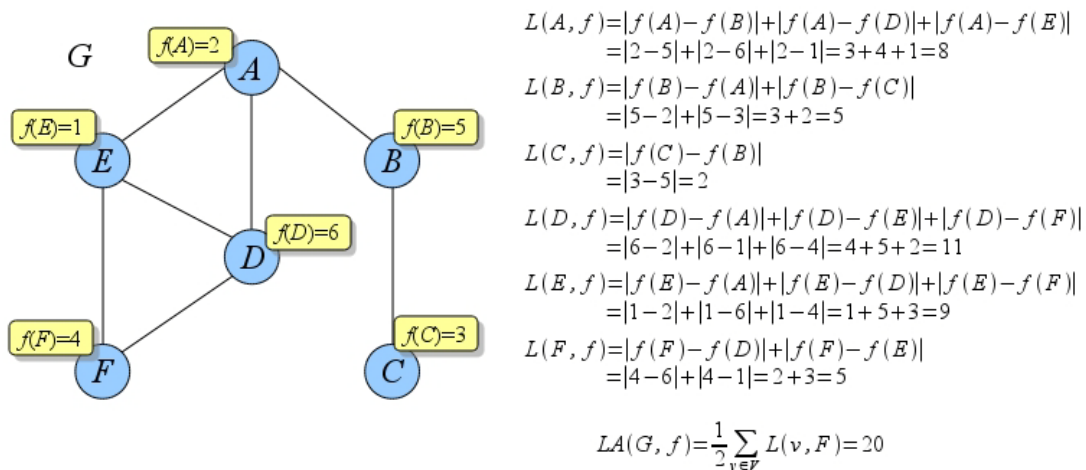 G
f(A)=2
A
f(E)=1
E
f(B)=5
B
f(D)=6
D
f(F)=4
F
f(C)=3
C
L(A,f)=|f(A)−f(B)|+|f(A)−f(D)|+|f(A)−f(E)|
=|2−5|+|2−6|+|2−1|=3+4+1=8
L(B,f)=|f(B)−f(A)|+|f(B)−f(C)|
=|5−2|+|5−3|=3+2=5
L(C,f)=|f(C)−f(B)|
=|3−5|=2
L(D,f)=|f(D)−f(A)|+|f(D)−f(E)|+|f(D)−f(F)|
=|6−2|+|6−1|+|6−4|=4+5+2=11
L(E,f)=|f(E)−f(A)|+|f(E)−f(D)|+|f(E)−f(F)|
=|1−2|+|1−6|+|1−4|=1+5+3=9
L(F,f)=|f(F)−f(D)|+|f(F)−f(E)|
=|4−6|+|4−1|=2+3=5
LA(G,f)=1/2 ∑v∈V L(v,F)=20